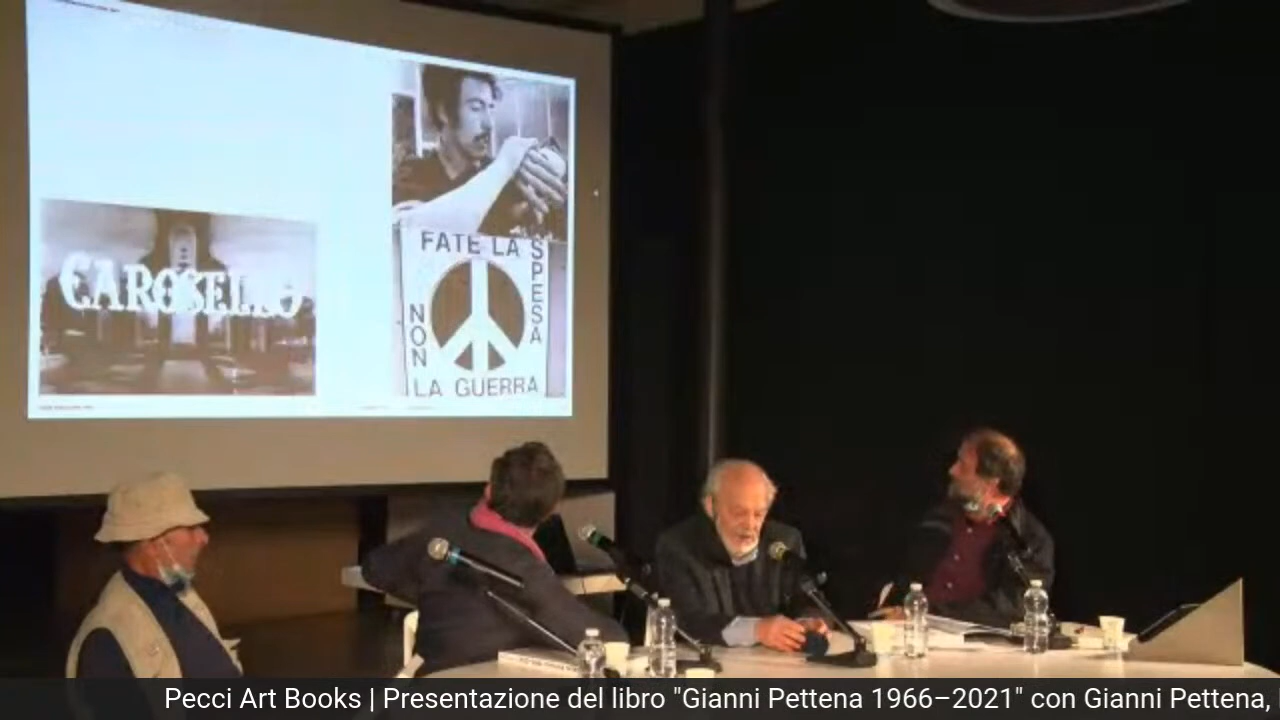 CAROSELLO
FATE LA
SPESA
NON
LA GUERRA
Pecci Art Books | Presentazione del libro "Gianni Pettena 1966–2021" con Gianni Pettena,